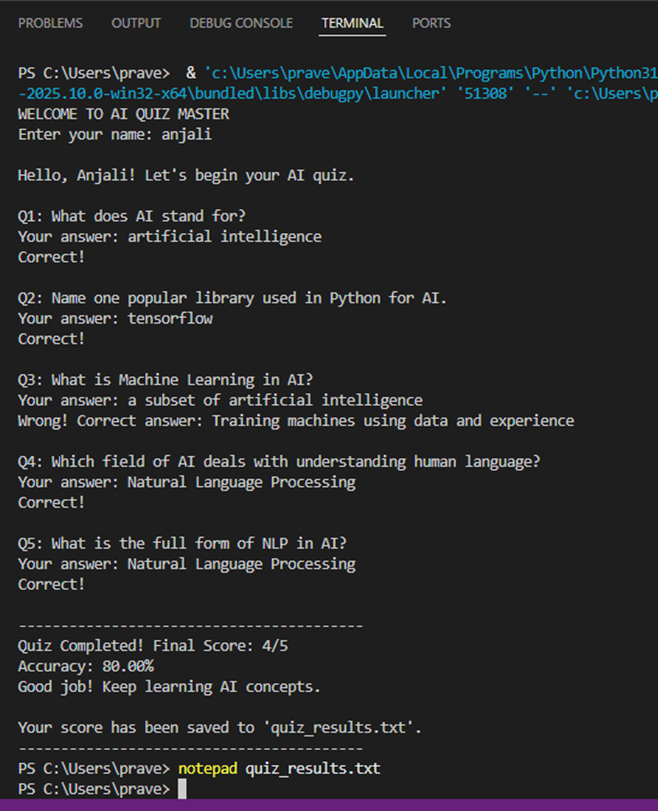 PROBLEMS OUTPUT DEBUG CONSOLE TERMINAL PORTS
PS C:\Users\prave>  & 'c:\Users\prave\AppData\Local\Programs\Python\Python31
-2025.10.0-win32-x64\bundled\libs\debugpy\launcher' '51308' '--' 'c:\Users\p
WELCOME TO AI QUIZ MASTER
Enter your name: anjali
Hello, Anjali! Let's begin your AI quiz.
Q1: What does AI stand for?
Your answer: artificial intelligence
Correct!
Q2: Name one popular library used in Python for AI.
Your answer: tensorflow
Correct!
Q3: What is Machine Learning in AI?
Your answer: a subset of artificial intelligence
Wrong! Correct answer: Training machines using data and experience
Q4: Which field of AI deals with understanding human language?
Your answer: Natural Language Processing
Correct!
Q5: What is the full form of NLP in AI?
Your answer: Natural Language Processing
Correct!
-----------------------------------------
Quiz Completed! Final Score: 4/5
Accuracy: 80.00%
Good job! Keep learning AI concepts.
Your score has been saved to 'quiz_results.txt'.
-----------------------------------------
PS C:\Users\prave> notepad quiz_results.txt
PS C:\Users\prave>